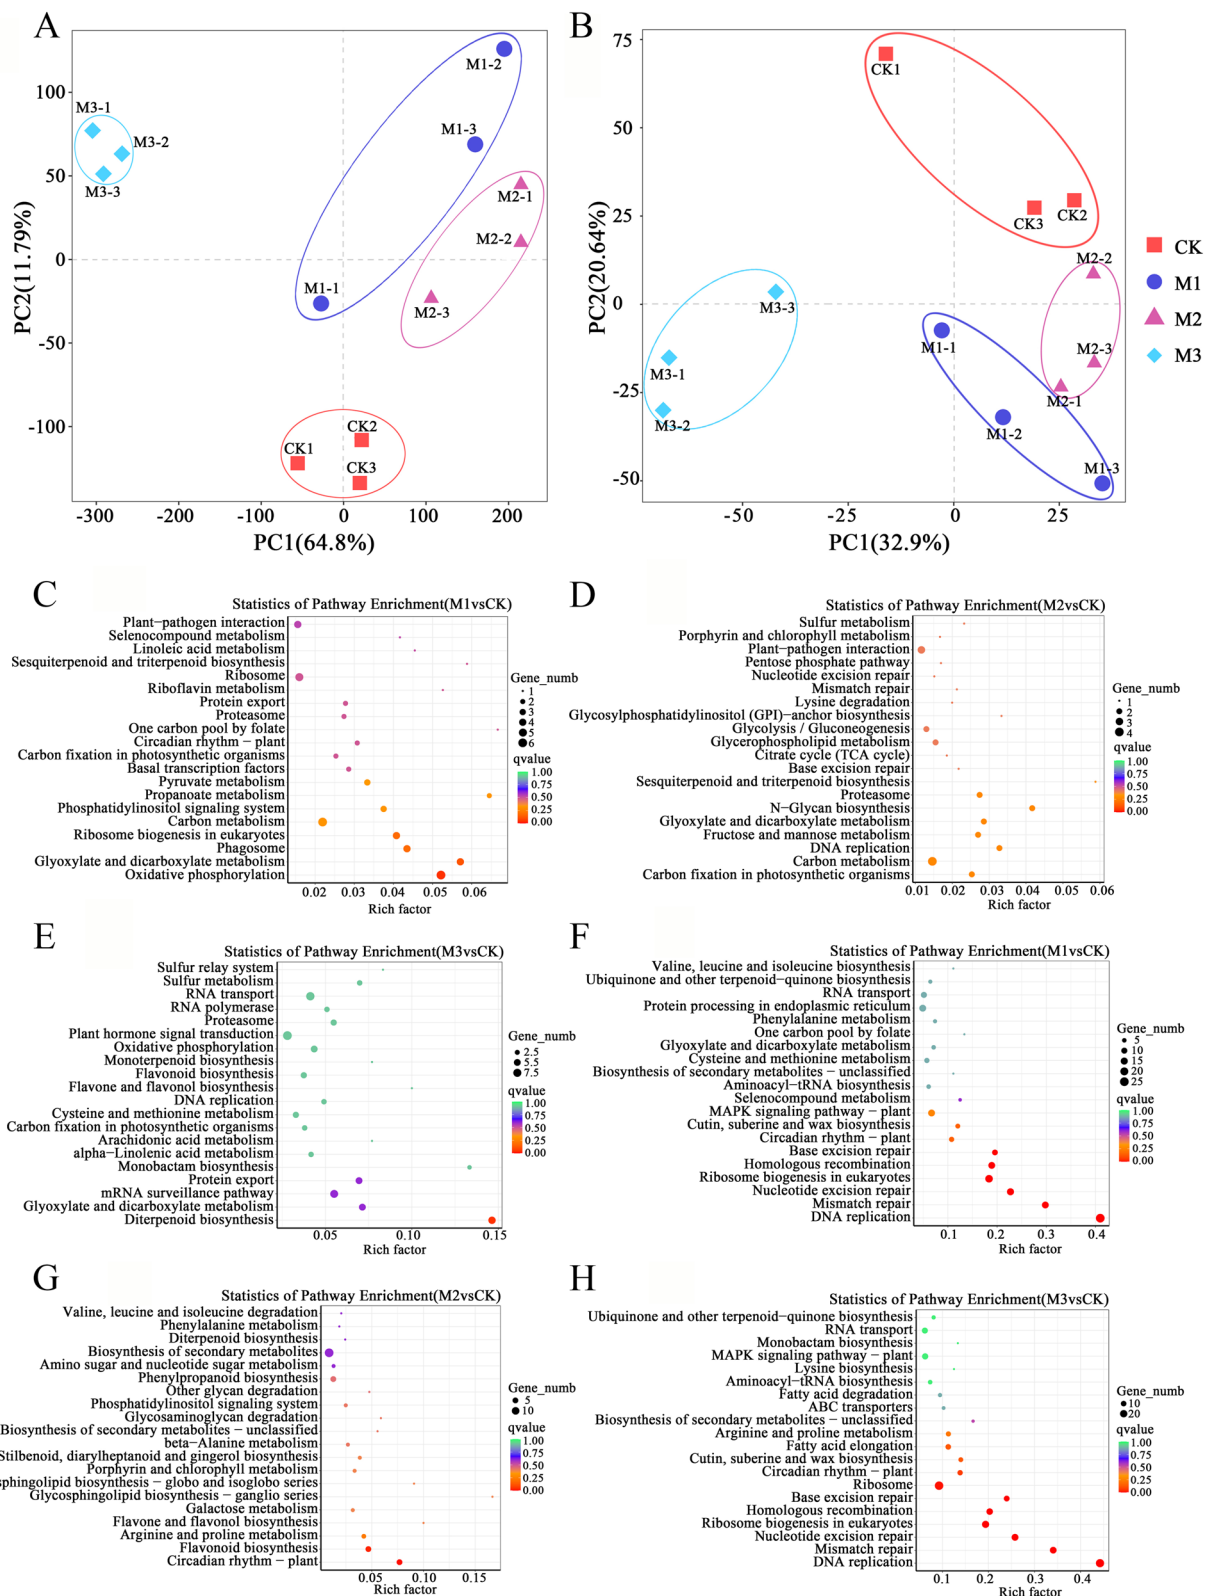 A
M1-2
M3-1
M3-2
M3-3
M1-3
M2-1
M2-2
M2-3
M1-1
CK2
CK1
CK3
100
50
0
-50
-100
-300
-200
-100
0
100
200
PC1(64.8%)
PC2(11.79%)
B
CK1
CK3
CK2
M2-2
M3-3
M1-1
M2-3
M3-1
M2-1
M3-2
M1-2
M1-3
75
50
25
0
-25
-50
-50
-25
0
25
PC1(32.9%)
PC2(20.64%)
CK
M1
M2
M3
C
Statistics of Pathway Enrichment(M1vsCK)
Plant−pathogen interaction
Selenocompound metabolism
Linoleic acid metabolism
Sesquiterpenoid and triterpenoid biosynthesis
Ribosome
Riboflavin metabolism
Protein export
Proteasome
One carbon pool by folate
Circadian rhythm − plant
Carbon fixation in photosynthetic organisms
Basal transcription factors
Pyruvate metabolism
Propanoate metabolism
Phosphatidylinositol signaling system
Carbon metabolism
Ribosome biogenesis in eukaryotes
Phagosome
Glyoxylate and dicarboxylate metabolism
Oxidative phosphorylation
0.02 0.03 0.04 0.05 0.06
Rich factor
Gene_numb
1
2
3
4
5
6
qvalue
1.00
0.75
0.50
0.25
0.00
D
Statistics of Pathway Enrichment(M2vsCK)
Sulfur metabolism
Porphyrin and chlorophyll metabolism
Plant−pathogen interaction
Pentose phosphate pathway
Nucleotide excision repair
Mismatch repair
Lysine degradation
Glycosylphosphatidylinositol (GPI)−anchor biosynthesis
Glycolysis / Gluconeogenesis
Glycerophospholipid metabolism
Citrate cycle (TCA cycle)
Base excision repair
Sesquiterpenoid and triterpenoid biosynthesis
Proteasome
N−Glycan biosynthesis
Glyoxylate and dicarboxylate metabolism
Fructose and mannose metabolism
DNA replication
Carbon metabolism
Carbon fixation in photosynthetic organisms
0.01 0.02 0.03 0.04 0.05 0.06
Rich factor
Gene_numb
1
2
3
4
qvalue
1.00
0.75
0.50
0.25
0.00
E
Statistics of Pathway Enrichment(M3vsCK)
Sulfur relay system
Sulfur metabolism
RNA transport
RNA polymerase
Proteasome
Plant hormone signal transduction
Oxidative phosphorylation
Monoterpenoid biosynthesis
Flavonoid biosynthesis
Flavone and flavonol biosynthesis
DNA replication
Cysteine and methionine metabolism
Carbon fixation in photosynthetic organisms
Arachidonic acid metabolism
alpha−Linolenic acid metabolism
Monobactam biosynthesis
Protein export
mRNA surveillance pathway
Glyoxylate and dicarboxylate metabolism
Diterpenoid biosynthesis
0.05 0.10 0.15
Rich factor
Gene_numb
2.5
5.5
7.5
qvalue
1.00
0.75
0.50
0.25
0.00
F
Statistics of Pathway Enrichment(M1vsCK)
Valine, leucine and isoleucine biosynthesis
Ubiquinone and other terpenoid−quinone biosynthesis
RNA transport
Protein processing in endoplasmic reticulum
Phenylalanine metabolism
One carbon pool by folate
Glyoxylate and dicarboxylate metabolism
Cysteine and methionine metabolism
Biosynthesis of secondary metabolites − unclassified
Aminoacyl−tRNA biosynthesis
Selenocompound metabolism
MAPK signaling pathway − plant
Cutin, suberine and wax biosynthesis
Circadian rhythm − plant
Base excision repair
Homologous recombination
Ribosome biogenesis in eukaryotes
Nucleotide excision repair
Mismatch repair
DNA replication
0.1 0.2 0.3 0.4
Rich factor
Gene_numb
5
10
15
20
25
qvalue
1.00
0.75
0.50
0.25
0.00
G
Statistics of Pathway Enrichment(M2vsCK)
Valine, leucine and isoleucine degradation
Phenylalanine metabolism
Diterpenoid biosynthesis
Biosynthesis of secondary metabolites
Amino sugar and nucleotide sugar metabolism
Phenylpropanoid biosynthesis
Other glycan degradation
Phosphatidylinositol signaling system
Glycosaminoglycan degradation
Biosynthesis of secondary metabolites − unclassified
beta−Alanine metabolism
Stilbenoid, diarylheptanoid and gingerol biosynthesis
Porphyrin and chlorophyll metabolism
sphingolipid biosynthesis − globo and isoglobo series
Glycosphingolipid biosynthesis − ganglio series
Galactose metabolism
Flavone and flavonol biosynthesis
Arginine and proline metabolism
Flavonoid biosynthesis
Circadian rhythm − plant
0.05 0.10 0.15
Rich factor
Gene_numb
5
10
qvalue
1.00
0.75
0.50
0.25
0.00
H
Statistics of Pathway Enrichment(M3vsCK)
Ubiquinone and other terpenoid−quinone biosynthesis
RNA transport
Monobactam biosynthesis
MAPK signaling pathway − plant
Lysine biosynthesis
Aminoacyl−tRNA biosynthesis
Fatty acid degradation
ABC transporters
Biosynthesis of secondary metabolites − unclassified
Arginine and proline metabolism
Fatty acid elongation
Cutin, suberine and wax biosynthesis
Circadian rhythm − plant
Ribosome
Base excision repair
Homologous recombination
Ribosome biogenesis in eukaryotes
Nucleotide excision repair
Mismatch repair
DNA replication
0.1 0.2 0.3 0.4
Rich factor
Gene_numb
10
20
qvalue
1.00
0.75
0.50
0.25
0.00